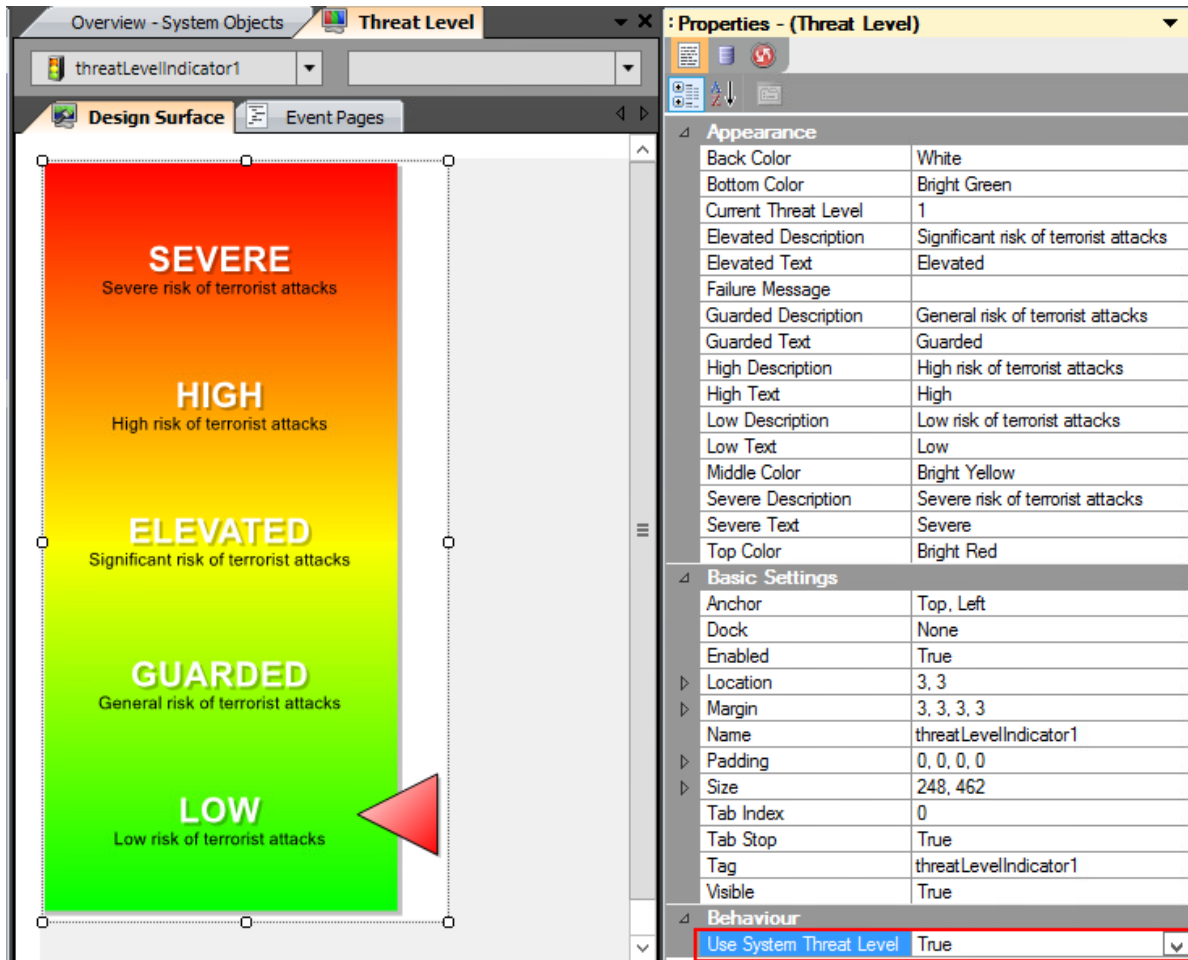 Overview - System Objects
Threat Level
threatLevelIndicator1
Design Surface
Event Pages
SEVERE
Severe risk of terrorist attacks
HIGH
High risk of terrorist attacks
ELEVATED
Significant risk of terrorist attacks
GUARDED
General risk of terrorist attacks
LOW
Low risk of terrorist attacks
Properties - (Threat Level)
Appearance
Back Color White
Bottom Color Bright Green
Current Threat Level 1
Elevated Description Significant risk of terrorist attacks
Elevated Text Elevated
Failure Message
Guarded Description General risk of terrorist attacks
Guarded Text Guarded
High Description High risk of terrorist attacks
High Text High
Low Description Low risk of terrorist attacks
Low Text Low
Middle Color Bright Yellow
Severe Description Severe risk of terrorist attacks
Severe Text Severe
Top Color Bright Red
Basic Settings
Anchor Top, Left
Dock None
Enabled True
Location 3, 3
Margin 3, 3, 3, 3
Name threatLevelIndicator1
Padding 0, 0, 0, 0
Size 248, 462
Tab Index 0
Tab Stop True
Tag threatLevelIndicator1
Visible True
Behaviour
Use System Threat Level True